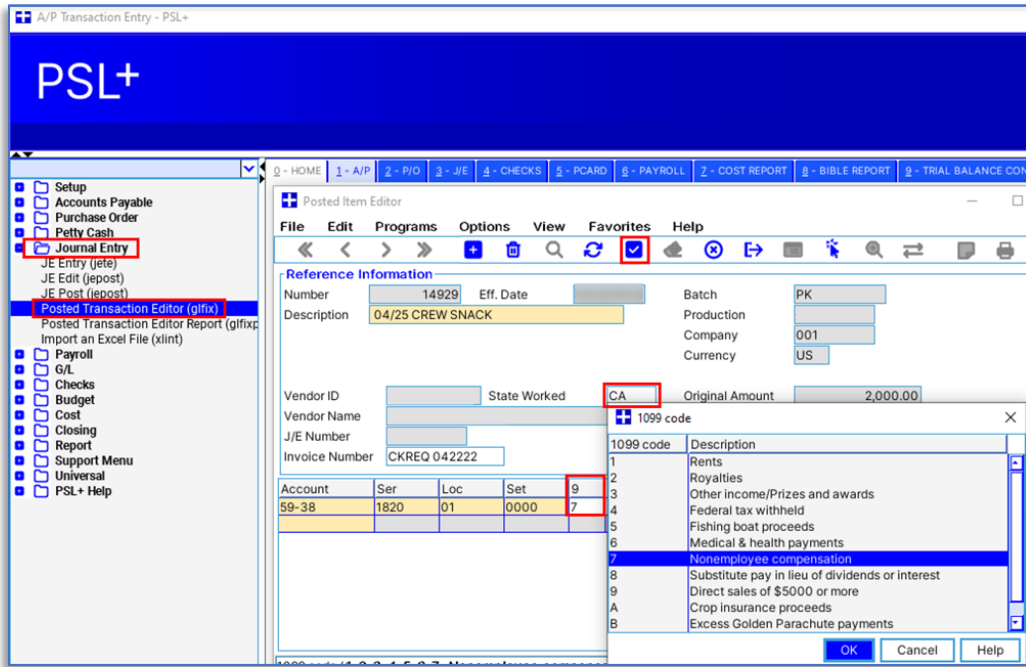 A/P Transaction Entry - PSL+
PSL+
0 - HOME 1 - A/P 2 - P/O 3 - J/E 4 - CHECKS 5 - PCARD 6 - PAYROLL 7 - COST REPORT 8 - BIBLE REPORT 9 - TRIAL BALANCE CON
Setup
Accounts Payable
Purchase Order
Petty Cash
Journal Entry
JE Entry (jete)
JE Edit (jepost)
JE Post (jepost)
Posted Transaction Editor (glfix)
Posted Transaction Editor Report (glfixp
Import an Excel File (xlint)
Payroll
G/L
Checks
Budget
Cost
Closing
Report
Support Menu
Universal
PSL+ Help
Posted Item Editor
File Edit Programs Options View Favorites Help
Reference Information
Number 14929 Eff. Date Batch PK
Description 04/25 CREW SNACK Production
Company 001
Currency US
Vendor ID State Worked CA Original Amount 2,000.00
Vendor Name
J/E Number
Invoice Number CKREQ 042222
Account Ser Loc Set 9
59-38 1820 01 0000 7
1099 code
1099 code Description
1 Rents
2 Royalties
3 Other income/Prizes and awards
4 Federal tax withheld
5 Fishing boat proceeds
6 Medical & health payments
7 Nonemployee compensation
8 Substitute pay in lieu of dividends or interest
9 Direct sales of $5000 or more
A Crop insurance proceeds
B Excess Golden Parachute payments
OK Cancel Help